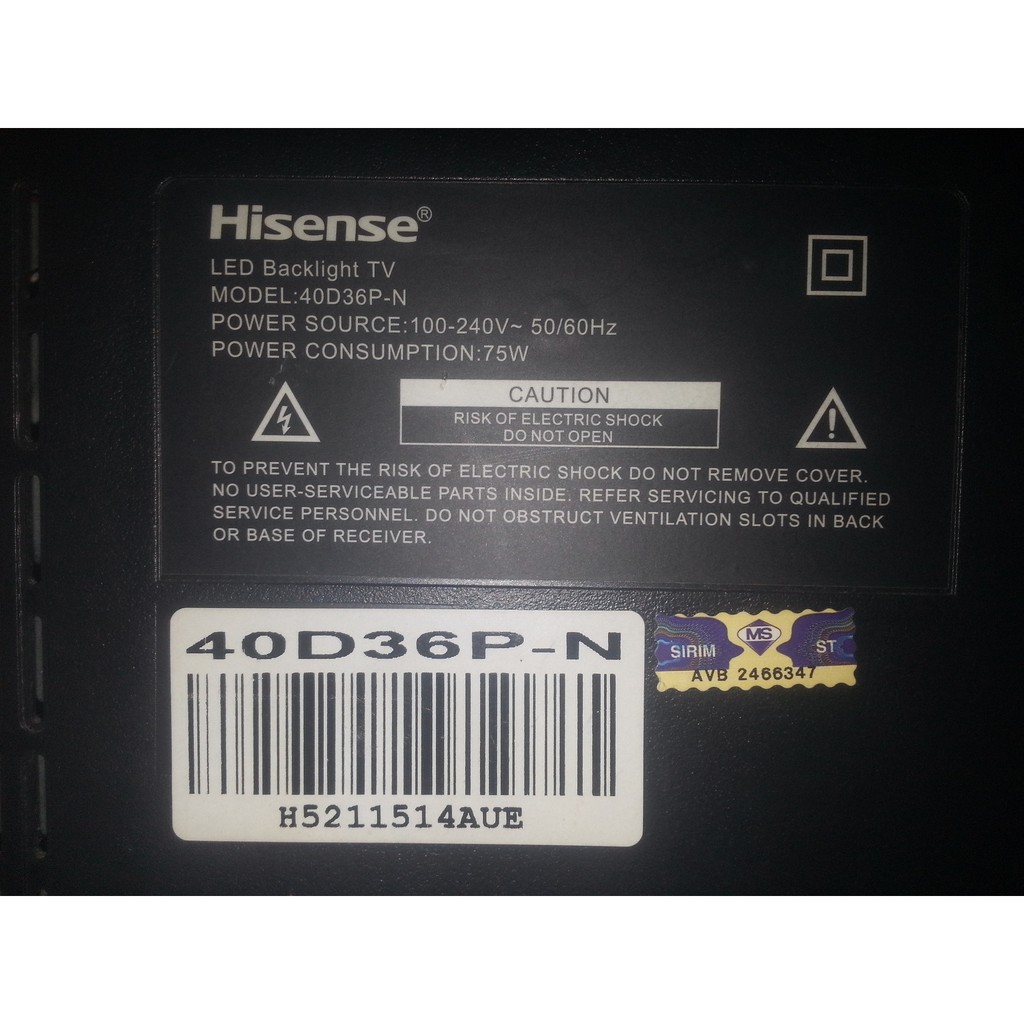 Hisense®
LED Backlight TV
MODEL:40D36P-N
POWER SOURCE:100-240V~ 50/60Hz
POWER CONSUMPTION:75W
CAUTION
RISK OF ELECTRIC SHOCK
DO NOT OPEN
TO PREVENT THE RISK OF ELECTRIC SHOCK DO NOT REMOVE COVER.
NO USER-SERVICEABLE PARTS INSIDE. REFER SERVICING TO QUALIFIED
SERVICE PERSONNEL. DO NOT OBSTRUCT VENTILATION SLOTS IN BACK
OR BASE OF RECEIVER.
40D36P-N
H5211514AUE
SIRIM MS ST
AVB 2466347